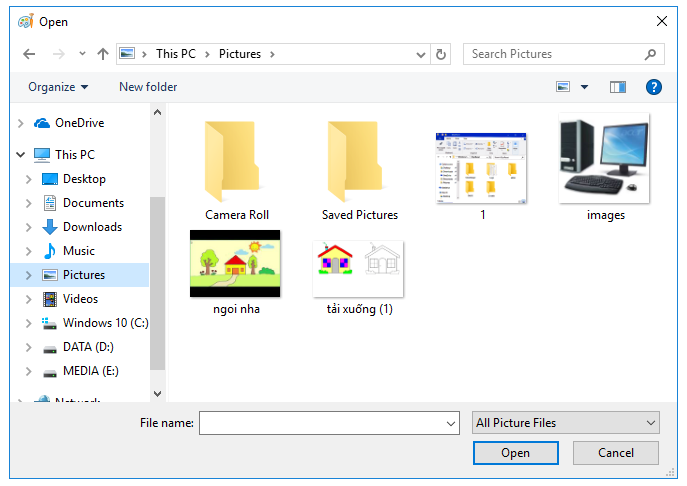 Open
This PC > Pictures >
Search Pictures
Organize
New folder
OneDrive
This PC
Desktop
Documents
Downloads
Music
Pictures
Videos
Windows 10 (C:)
DATA (D:)
MEDIA (E:)
Network
Camera Roll
Saved Pictures
1
images
ngoi nha
tải xuống (1)
File name:
All Picture Files
Open
Cancel